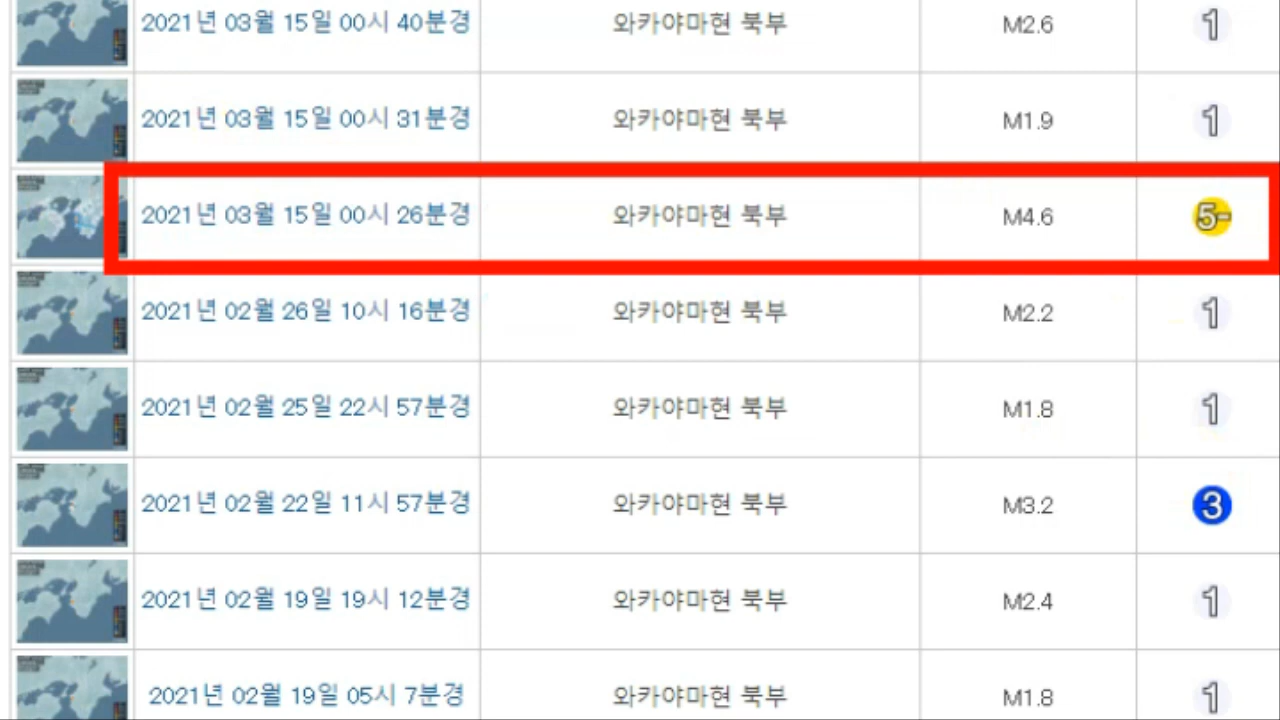 2021년 03월 15일 00시 40분경 와카야마현 북부 M2.6 1
2021년 03월 15일 00시 31분경 와카야마현 북부 M1.9 1
2021년 03월 15일 00시 26분경 와카야마현 북부 M4.6 5-
2021년 02월 26일 10시 16분경 와카야마현 북부 M2.2 1
2021년 02월 25일 22시 57분경 와카야마현 북부 M1.8 1
2021년 02월 22일 11시 57분경 와카야마현 북부 M3.2 3
2021년 02월 19일 19시 12분경 와카야마현 북부 M2.4 1
2021년 02월 19일 05시 7분경 와카야마현 북부 M1.8 1